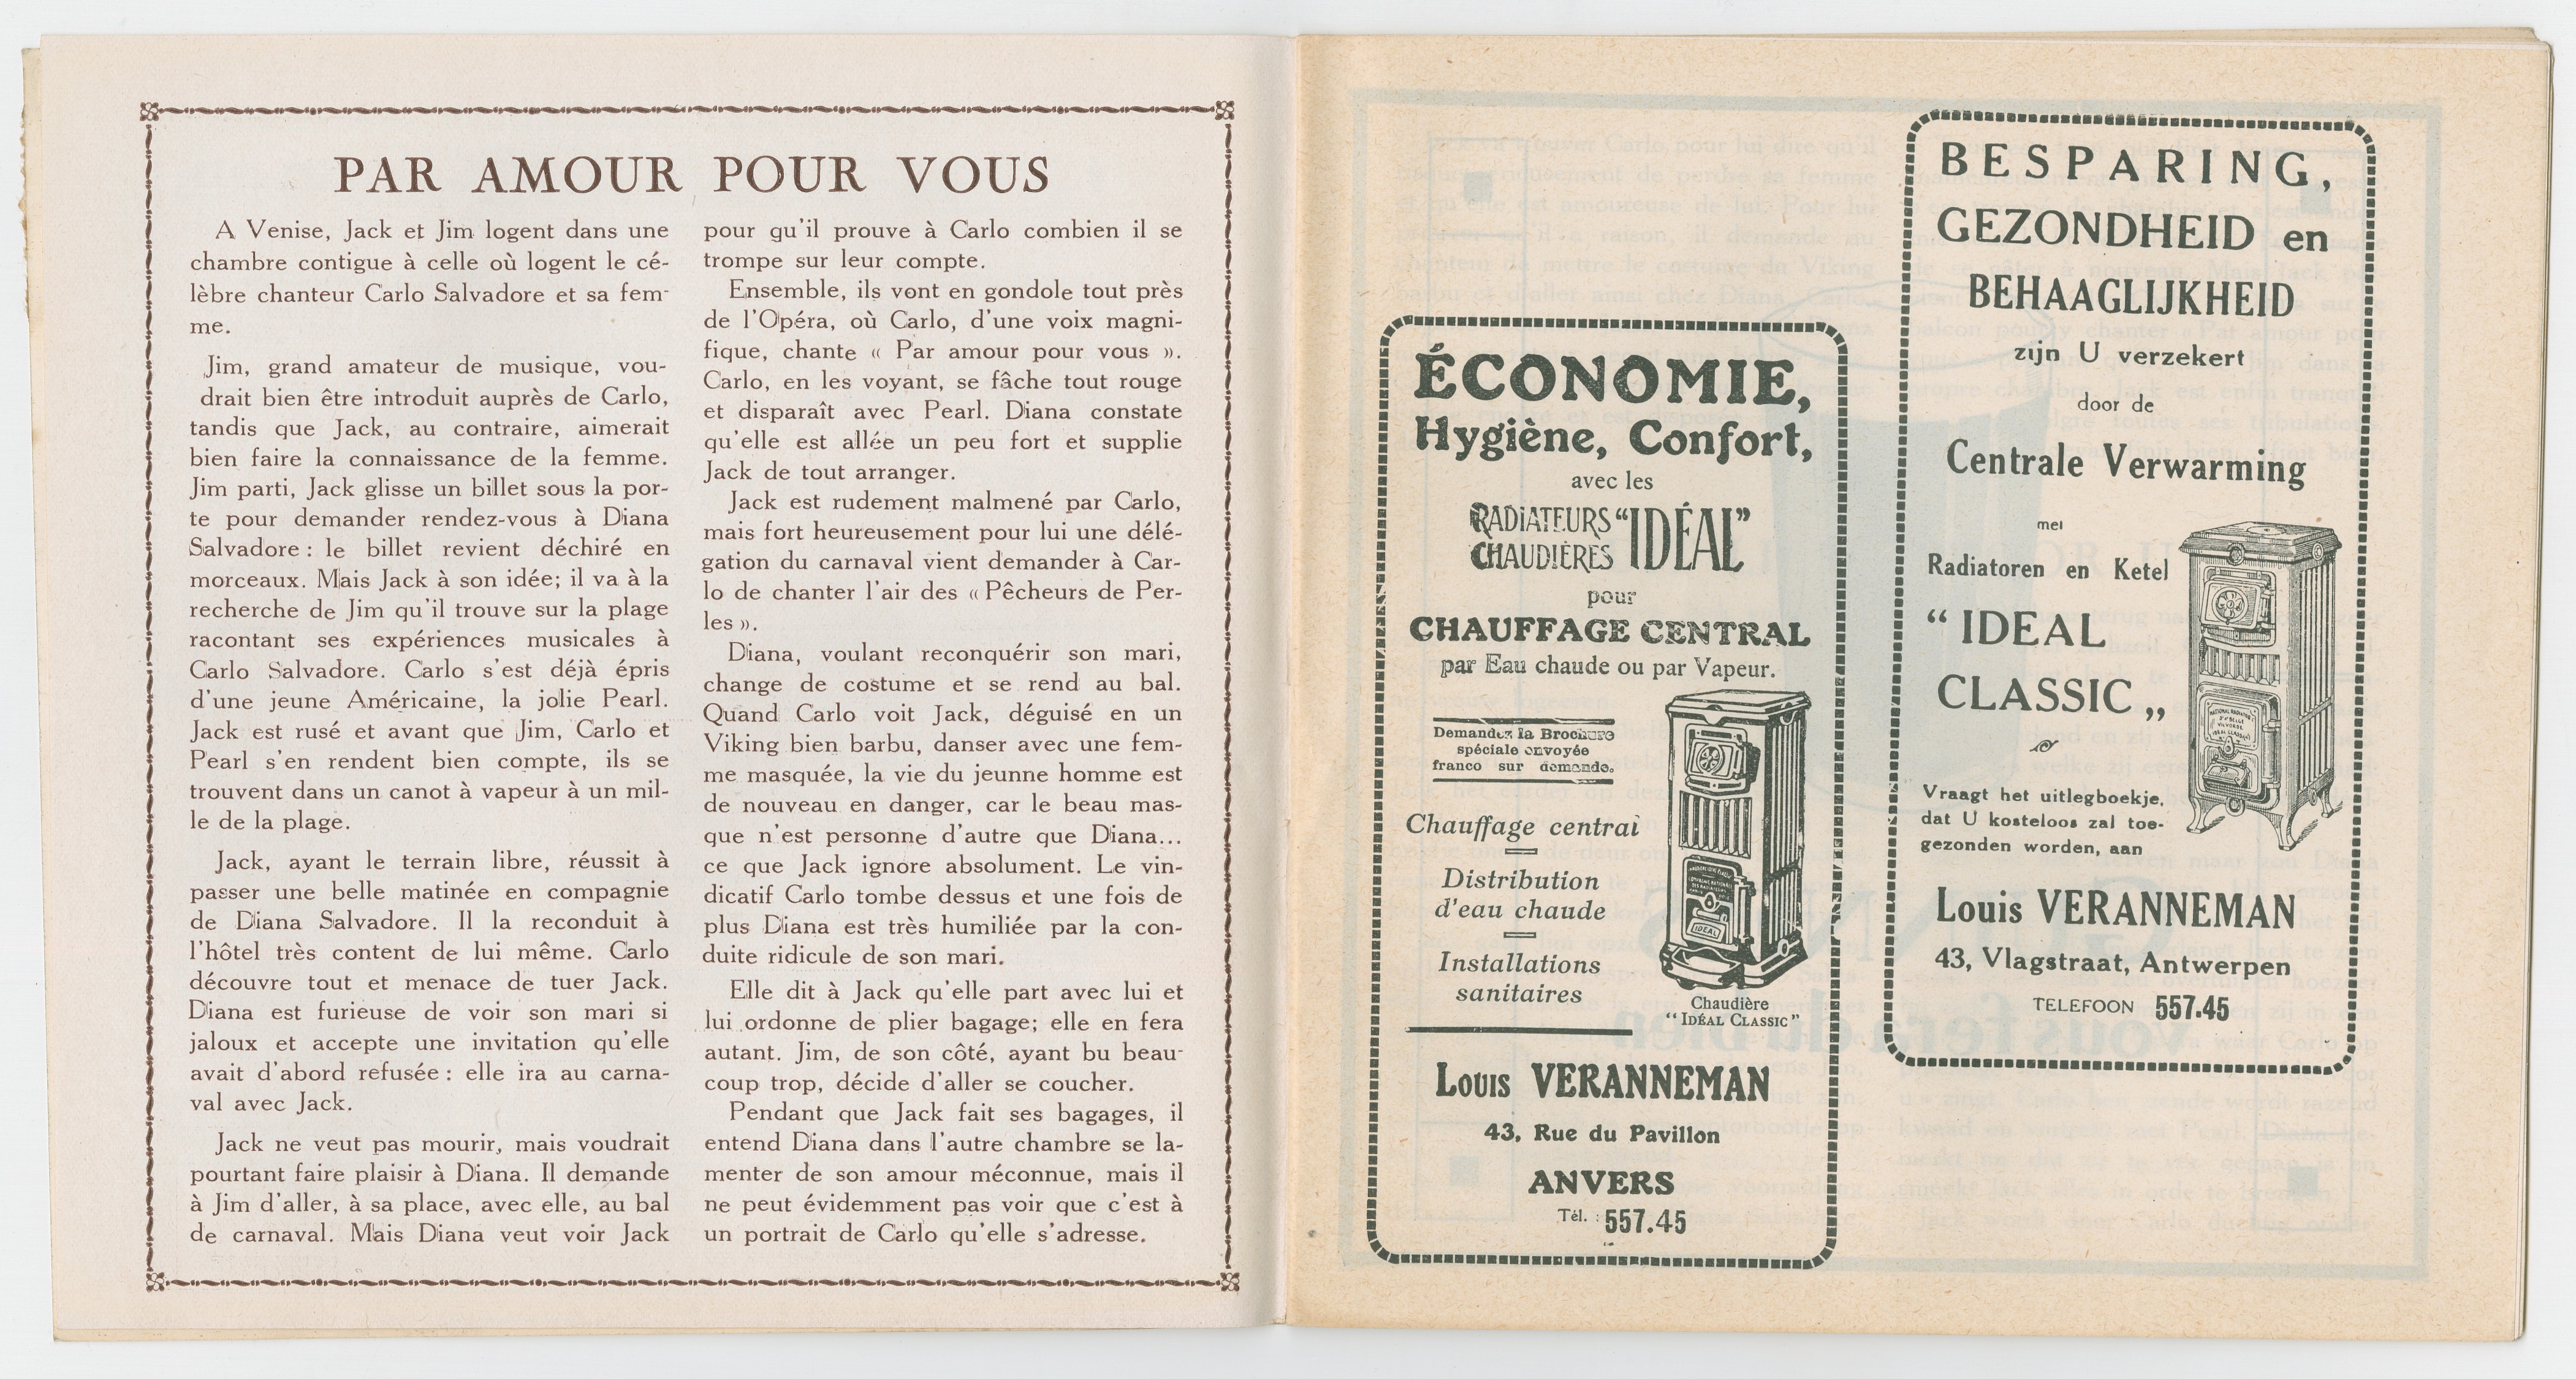 PAR AMOUR POUR VOUS
A Venise, Jack et Jim logent dans une
chambre contigue à celle où logent le cé-
lèbre chanteur Carlo Salvadore et sa fem-
me.
Jim, grand amateur de musique, vou-
drait bien être introduit auprès de Carlo,
tandis que Jack, au contraire, aimerait
bien faire la connaissance de la femme.
Jim parti, Jack glisse un billet sous la por-
te pour demander rendez-vous à Diana
Salvadore : le billet revient déchiré en
morceaux. Mais Jack à son idée; il va à la
recherche de Jim qu'il trouve sur la plage
racontant ses expériences musicales à
Carlo Salvadore. Carlo s'est déjà épris
d'une jeune Américaine, la jolie Pearl.
Jack est rusé et avant que Jim, Carlo et
Pearl s'en rendent bien compte, ils se
trouvent dans un canot à vapeur à un mil-
le de la plage.
Jack, ayant le terrain libre, réussit à
passer une belle matinée en compagnie
de Diana Salvadore. Il la reconduit à
l'hôtel très content de lui même. Carlo
découvre tout et menace de tuer Jack.
Diana est furieuse de voir son mari si
jaloux et accepte une invitation qu'elle
avait d'abord refusée : elle ira au carna-
val avec Jack.
Jack ne veut pas mourir, mais voudrait
pourtant faire plaisir à Diana. Il demande
à Jim d'aller, à sa place, avec elle, au bal
de carnaval. Mais Diana veut voir Jack
pour qu'il prouve à Carlo combien il se
trompe sur leur compte.
Ensemble, ils vont en gondole tout près
de l'Opéra, où Carlo, d'une voix magni-
fique, chante « Par amour pour vous ».
Carlo, en les voyant, se fâche tout rouge
et disparaît avec Pearl. Diana constate
qu'elle est allée un peu fort et supplie
Jack de tout arranger.
Jack est rudement malmené par Carlo,
mais fort heureusement pour lui une délé-
gation du carnaval vient demander à Car-
lo de chanter l'air des « Pêcheurs de Per-
les ».
Diana, voulant reconquérir son mari,
change de costume et se rend au bal.
Quand Carlo voit Jack, déguisé en un
Viking bien barbu, danser avec une fem-
me masquée, la vie du jeunne homme est
de nouveau en danger, car le beau mas-
que n'est personne d'autre que Diana...
ce que Jack ignore absolument. Le vin-
dicatif Carlo tombe dessus et une fois de
plus Diana est très humiliée par la con-
duite ridicule de son mari.
Elle dit à Jack qu'elle part avec lui et
lui ordonne de plier bagage; elle en fera
autant. Jim, de son côté, ayant bu beau-
coup trop, décide d'aller se coucher.
Pendant que Jack fait ses bagages, il
entend Diana dans l'autre chambre se la-
menter de son amour méconnue, mais il
ne peut évidemment pas voir que c'est à
un portrait de Carlo qu'elle s'adresse.
ÉCONOMIE,
Hygiène, Confort,
avec les
RADIATEURS
CHAUDIÈRES
"IDÉAL"
pour
CHAUFFAGE CENTRAL
par Eau chaude ou par Vapeur.
Demandez la Brochure
spéciale envoyée
franco sur demande.
Chauffage central
Distribution
d'eau chaude
Installations
sanitaires
IDÉAL
Chaudière
"IDÉAL CLASSIC"
Louis VERANNEMAN
43, Rue du Pavillon
ANVERS
Tél. : 557.45
BESPARING,
GEZONDHEID en
BEHAAGLIJKHEID
zijn U verzekert
door de
Centrale Verwarming
met
Radiatoren en Ketel
"IDEAL
CLASSIC„
Vraagt het uitlegboekje,
dat U kosteloos zal toe-
gezonden worden, aan
Louis VERANNEMAN
43, Vlagstraat, Antwerpen
TELEFOON 557.45